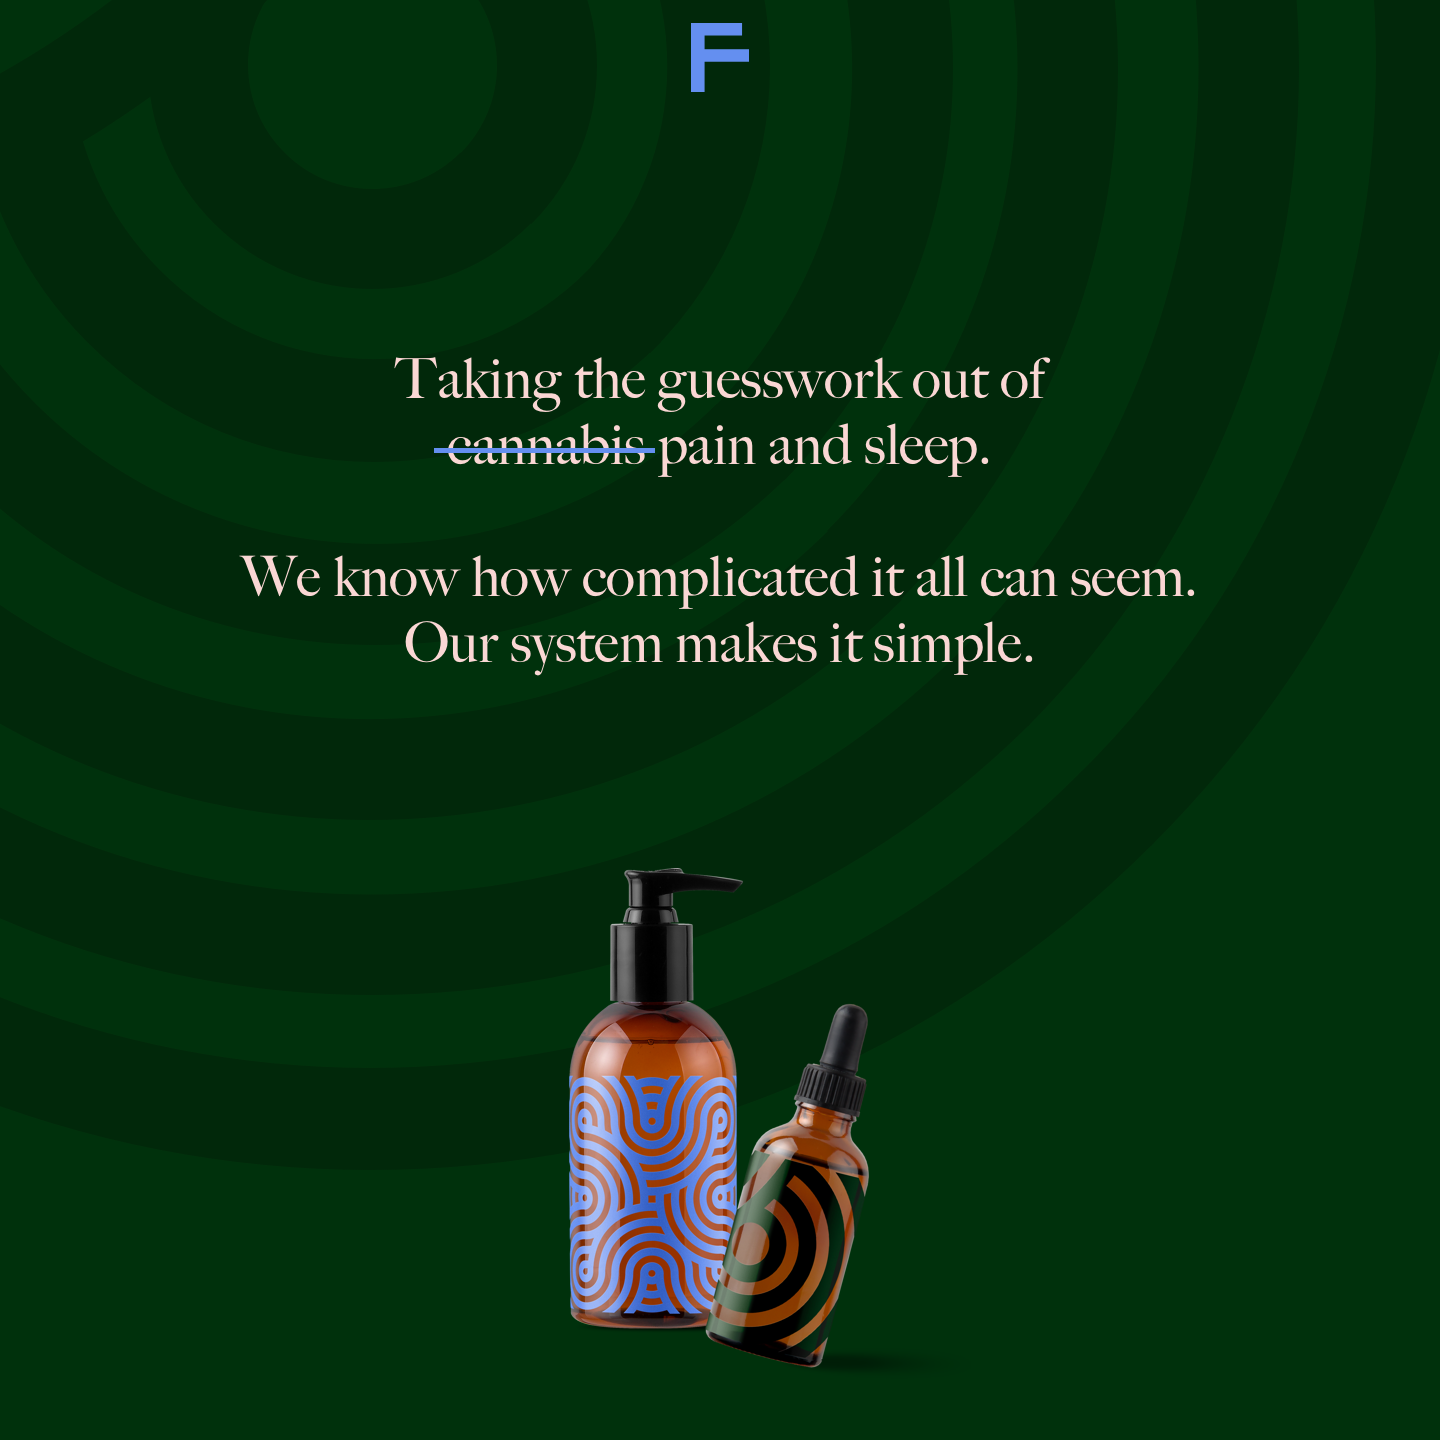 F
Taking the guesswork out of
cannabis pain and sleep.
We know how complicated it all can seem.
Our system makes it simple.